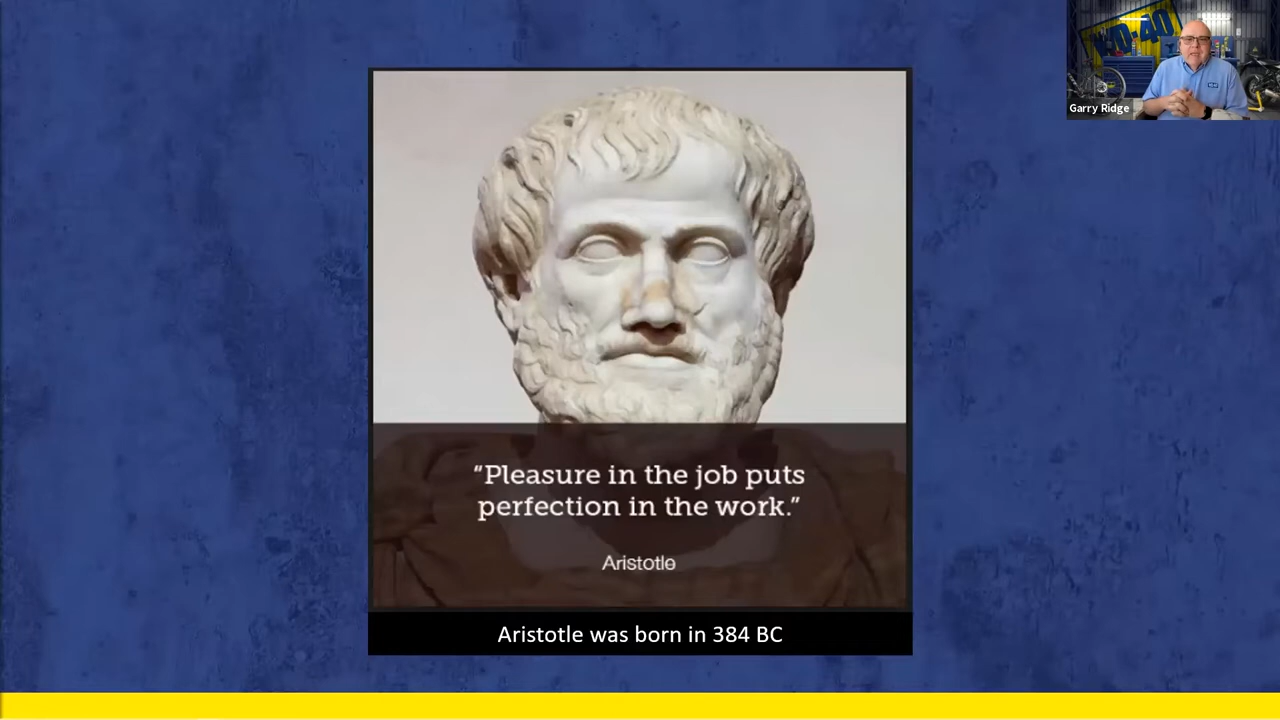 Garry Ridge
“Pleasure in the job puts
perfection in the work.”
Aristotle
Aristotle was born in 384 BC